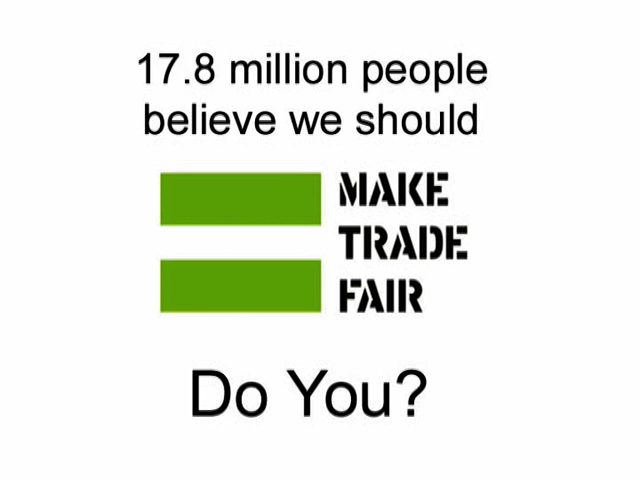 17.8 million people
believe we should
MAKE
TRADE
FAIR
Do You?